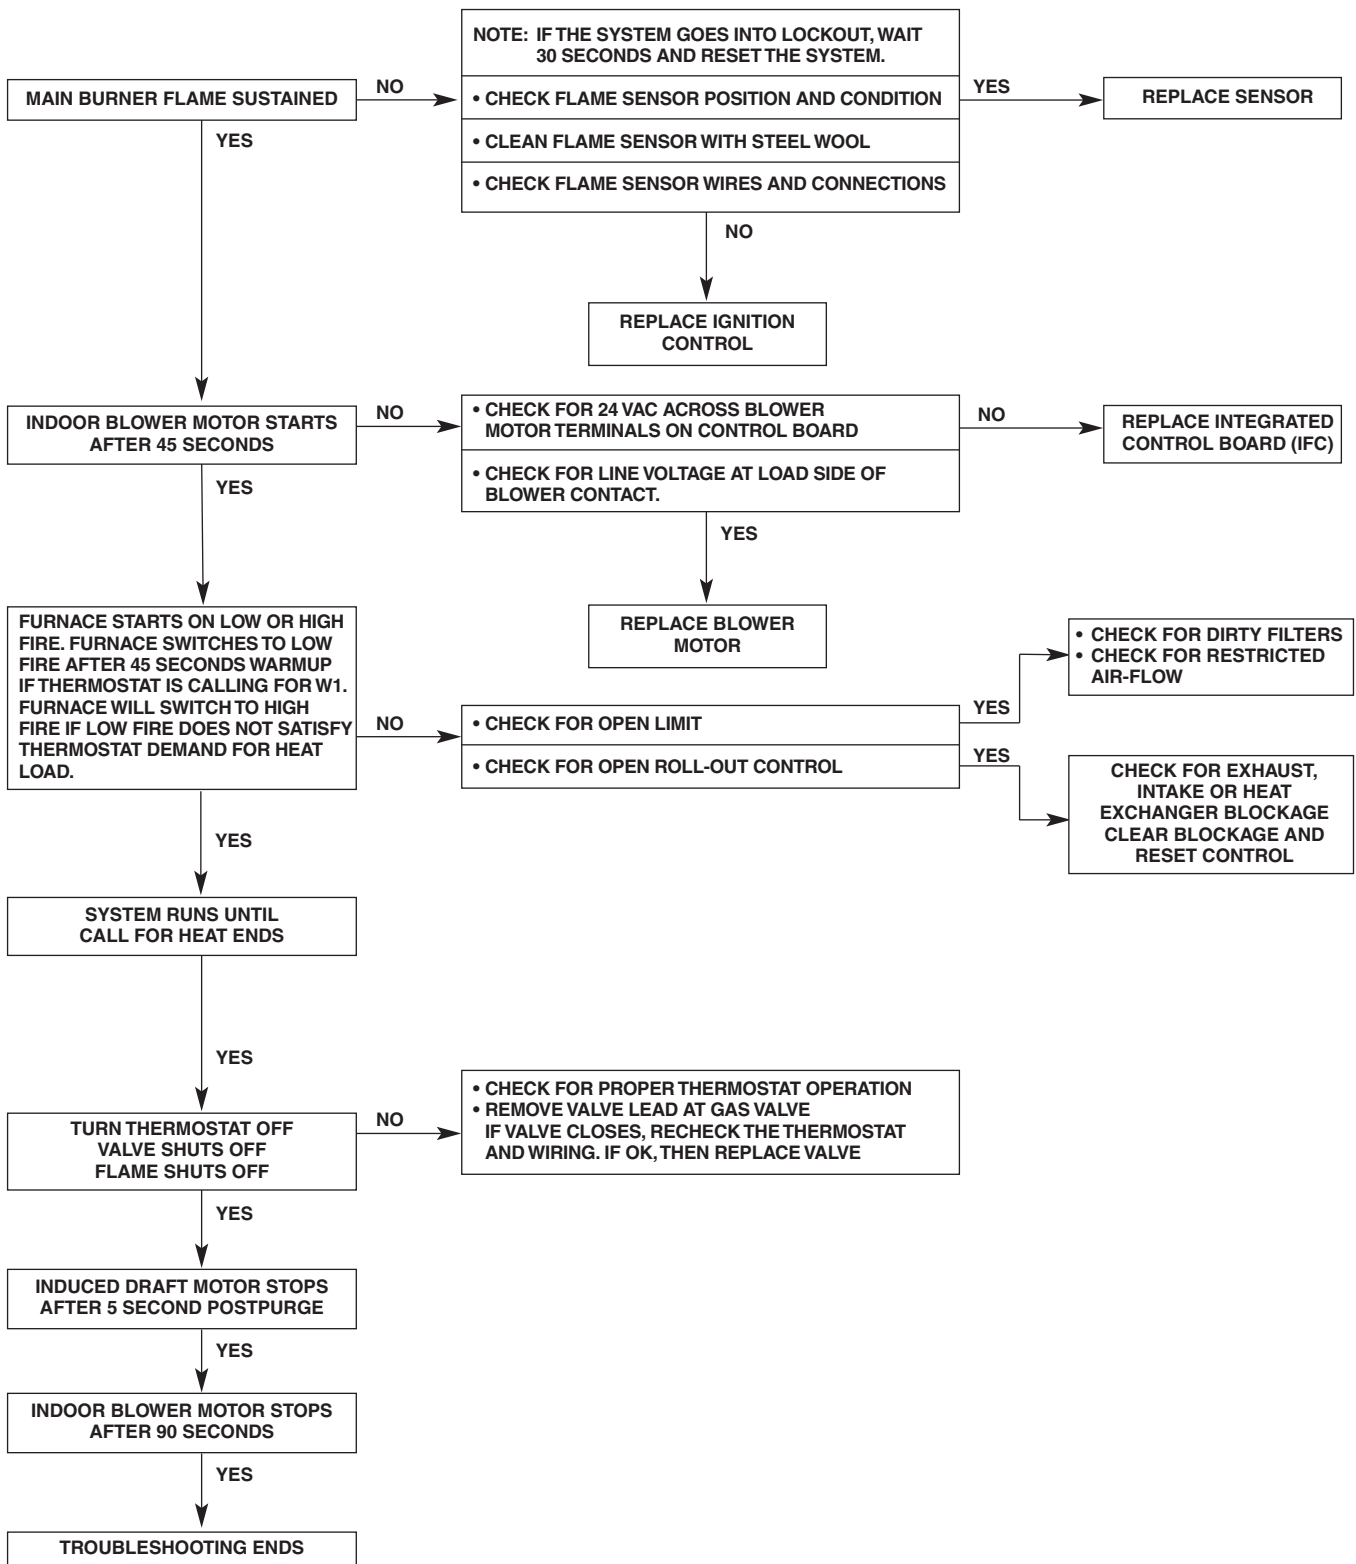 NOTE: IF THE SYSTEM GOES INTO LOCKOUT, WAIT
30 SECONDS AND RESET THE SYSTEM.
MAIN BURNER FLAME SUSTAINED
NO
• CHECK FLAME SENSOR POSITION AND CONDITION
YES
REPLACE SENSOR
YES
• CLEAN FLAME SENSOR WITH STEEL WOOL
• CHECK FLAME SENSOR WIRES AND CONNECTIONS
NO
REPLACE IGNITION
CONTROL
INDOOR BLOWER MOTOR STARTS
AFTER 45 SECONDS
NO
• CHECK FOR 24 VAC ACROSS BLOWER
MOTOR TERMINALS ON CONTROL BOARD
NO
REPLACE INTEGRATED
CONTROL BOARD (IFC)
YES
• CHECK FOR LINE VOLTAGE AT LOAD SIDE OF
BLOWER CONTACT.
YES
REPLACE BLOWER
MOTOR
FURNACE STARTS ON LOW OR HIGH
FIRE. FURNACE SWITCHES TO LOW
FIRE AFTER 45 SECONDS WARMUP
IF THERMOSTAT IS CALLING FOR W1.
FURNACE WILL SWITCH TO HIGH
FIRE IF LOW FIRE DOES NOT SATISFY
THERMOSTAT DEMAND FOR HEAT
LOAD.
NO
• CHECK FOR OPEN LIMIT
YES
• CHECK FOR DIRTY FILTERS
• CHECK FOR RESTRICTED
AIR-FLOW
• CHECK FOR OPEN ROLL-OUT CONTROL
YES
CHECK FOR EXHAUST,
INTAKE OR HEAT
EXCHANGER BLOCKAGE
CLEAR BLOCKAGE AND
RESET CONTROL
YES
SYSTEM RUNS UNTIL
CALL FOR HEAT ENDS
YES
TURN THERMOSTAT OFF
VALVE SHUTS OFF
FLAME SHUTS OFF
NO
• CHECK FOR PROPER THERMOSTAT OPERATION
• REMOVE VALVE LEAD AT GAS VALVE
IF VALVE CLOSES, RECHECK THE THERMOSTAT
AND WIRING. IF OK, THEN REPLACE VALVE
YES
INDUCED DRAFT MOTOR STOPS
AFTER 5 SECOND POSTPURGE
YES
INDOOR BLOWER MOTOR STOPS
AFTER 90 SECONDS
YES
TROUBLESHOOTING ENDS